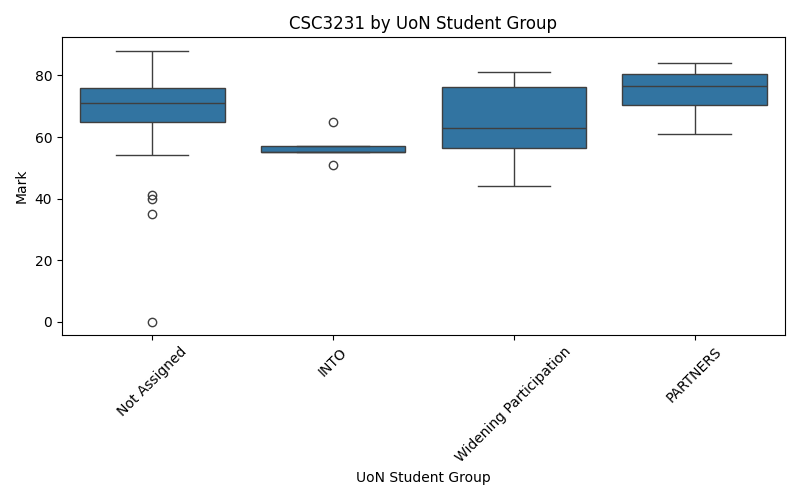 CSC3231 by UoN Student Group
Mark
80
60
40
20
0
Not Assigned
INTO
Widening Participation
PARTNERS
UoN Student Group